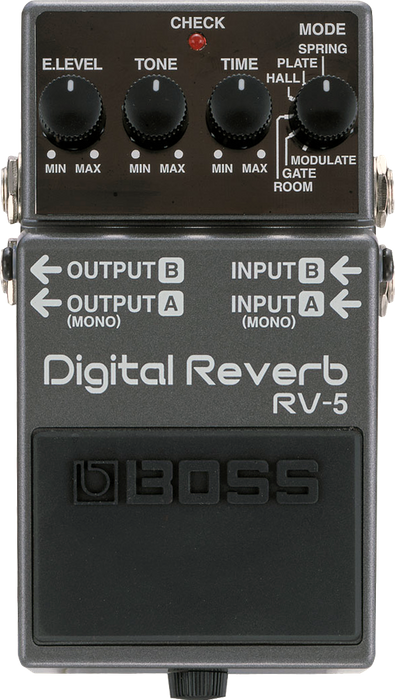 CHECK
MODE
SPRING
E.LEVEL
TONE
TIME
PLATE
HALL
MIN MAX
MIN MAX
MIN MAX
MODULATE
GATE
ROOM
OUTPUT B
INPUT B
OUTPUT A
INPUT A
(MONO)
(MONO)
Digital Reverb
RV-5
BOSS